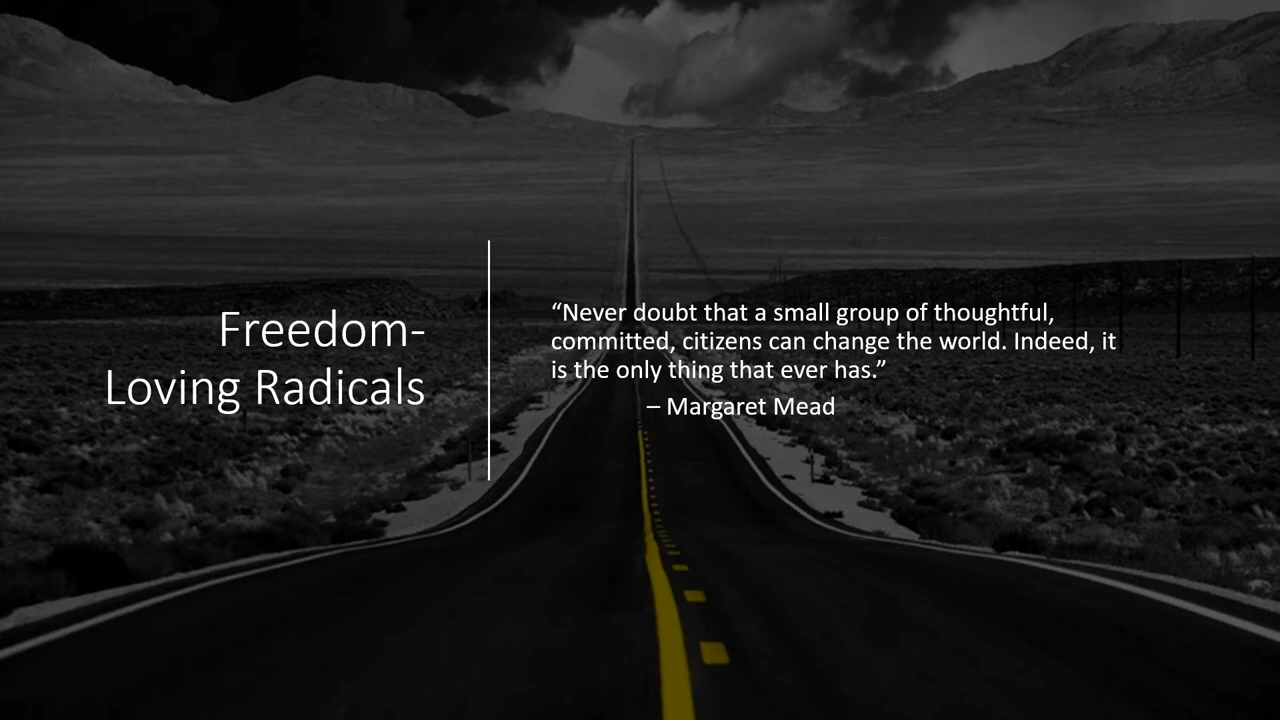 Freedom-
Loving Radicals
“Never doubt that a small group of thoughtful,
committed, citizens can change the world. Indeed, it
is the only thing that ever has.”
– Margaret Mead